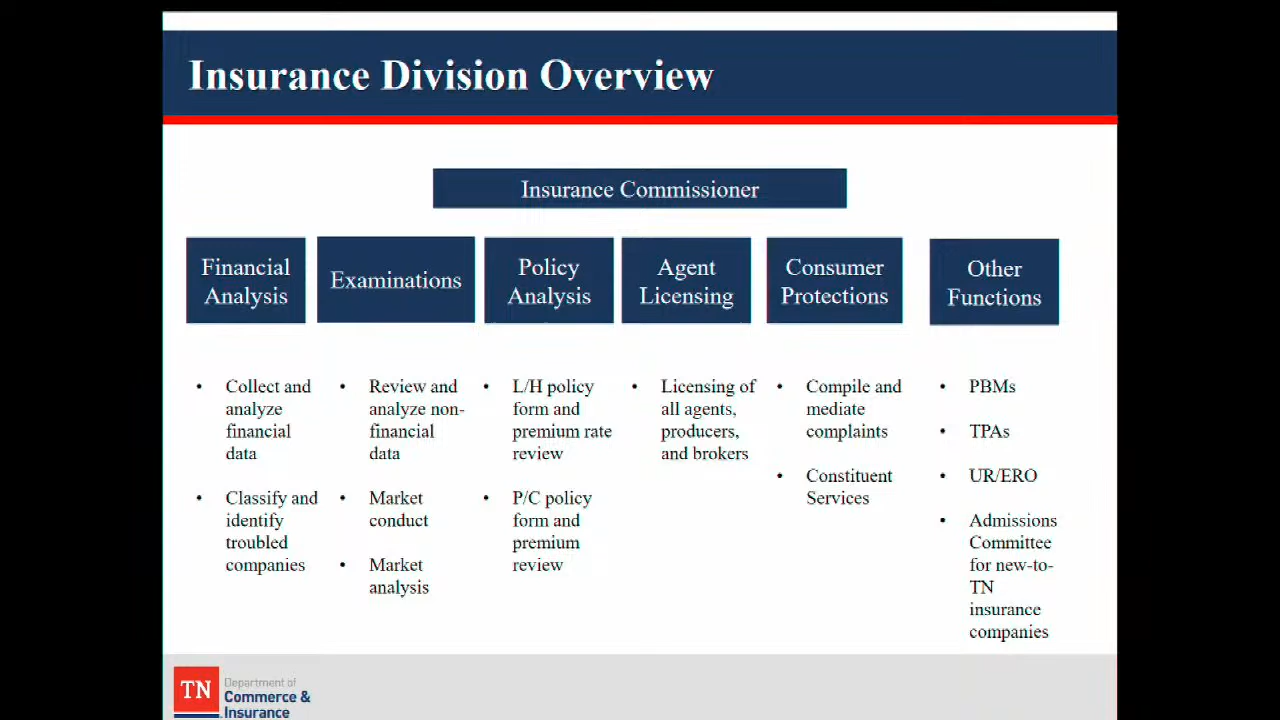 Insurance Division Overview
Insurance Commissioner
Financial
Analysis
Examinations
Policy
Analysis
Agent
Licensing
Consumer
Protections
Other
Functions
• Collect and
analyze
financial
data
• Classify and
identify
troubled
companies
• Review and
analyze non-
financial
data
• Market
conduct
• Market
analysis
• L/H policy
form and
premium rate
review
• P/C policy
form and
premium
review
• Licensing of
all agents,
producers,
and brokers
• Compile and
mediate
complaints
• Constituent
Services
• PBMs
• TPAs
• UR/ERO
• Admissions
Committee
for new-to-
TN
insurance
companies
TN
Department of
Commerce &
Insurance